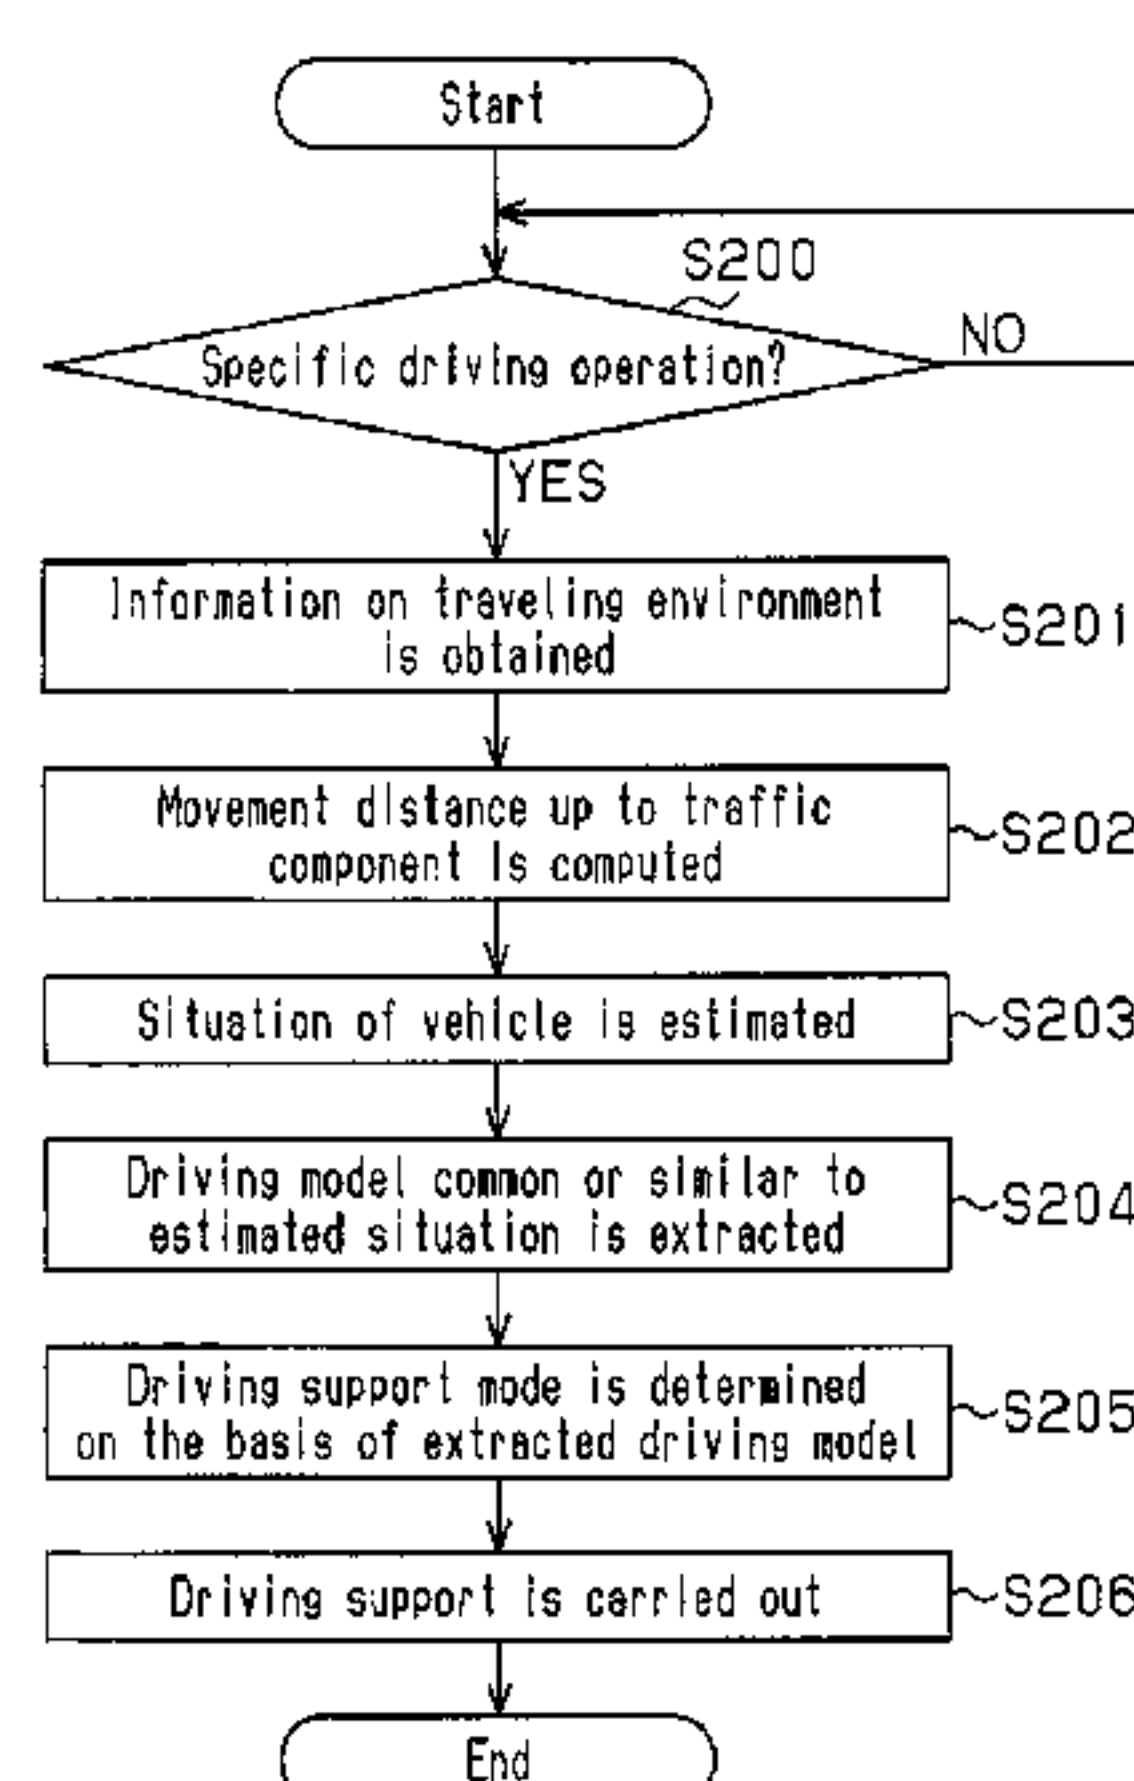 Start
S200
Specific driving operation?
NO
YES
Information on traveling environment
is obtained
S201
Movement distance up to traffic
component is computed
S202
Situation of vehicle is estimated
S203
Driving model common or similar to
estimated situation is extracted
S204
Driving support mode is determined
on the basis of extracted driving model
S205
Driving support is carried out
S206
End